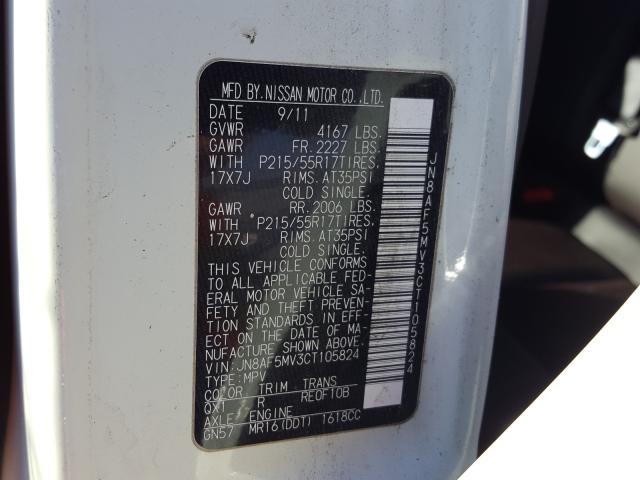 MFD BY.NISSAN MOTOR CO.,LTD.
DATE 9/11
GVWR 4167 LBS.
GAWR FR.2227 LBS.
WITH P215/55R17TIRES,
17X7J RIMS.AT35PSI
COLD SINGLE.
GAWR RR.2006 LBS.
WITH P215/55R17TIRES,
17X7J RIMS.AT35PSI
COLD SINGLE.
THIS VEHICLE CONFORMS
TO ALL APPLICABLE FED-
ERAL MOTOR VEHICLE SA-
FETY AND THEFT PREVEN-
TION STANDARDS IN EFF-
ECT ON THE DATE OF MA-
NUFACTURE SHOWN ABOVE.
VIN:JN8AF5MV3CT105824
TYPE:MPV
COLOR TRIM TRANS
QX1 R RE0F10B
AXLE ENGINE
GN57 MR16(DDT) 1618CC
JN8AF5MV3CT105824